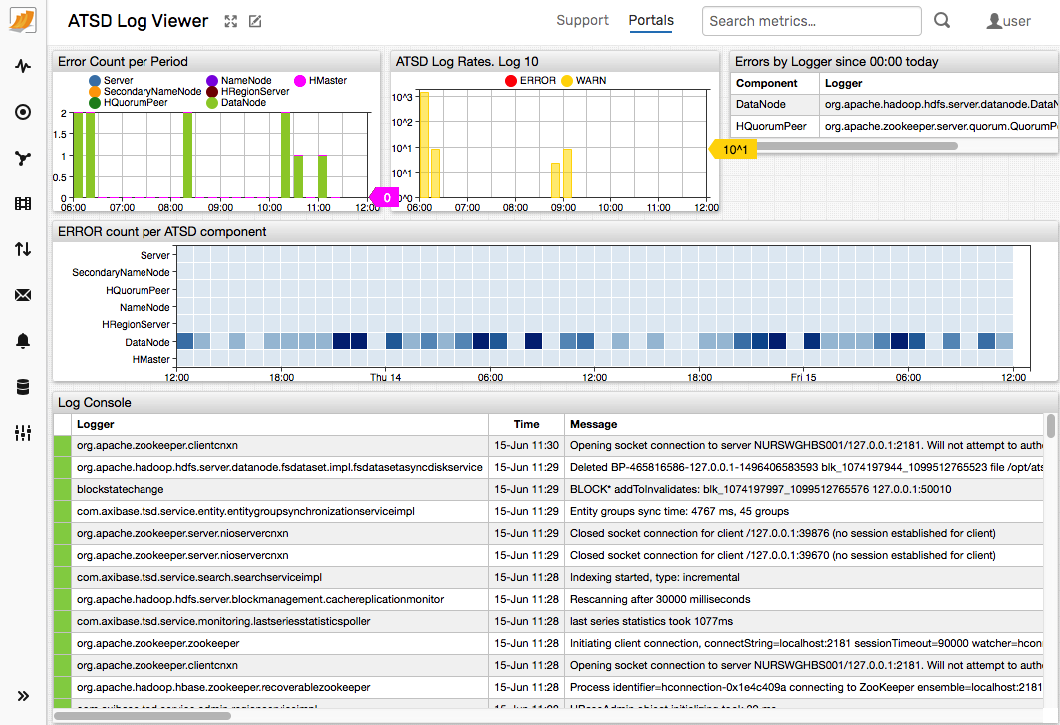 ATSD Log Viewer
Support Portals Search metrics... user
Error Count per Period
Server NameNode HMaster
SecondaryNameNode HRegionServer
HQuorumPeer DataNode
2
1.5
1
0.5
0
06:00 07:00 08:00 09:00 10:00 11:00 12:00
0
ATSD Log Rates. Log 10
ERROR WARN
10^3
10^2
10^1
10^1
10^0
06:00 07:00 08:00 09:00 10:00 11:00 12:00
10^1
Errors by Logger since 00:00 today
Component Logger
DataNode org.apache.hadoop.hdfs.server.datanode.DataN
HQuorumPeer org.apache.zookeeper.server.quorum.QuorumP
ERROR count per ATSD component
Server
SecondaryNameNode
HQuorumPeer
NameNode
HRegionServer
DataNode
HMaster
12:00 18:00 Thu 14 06:00 12:00 18:00 Fri 15 06:00 12:00
Log Console
Logger Time Message
org.apache.zookeeper.clientcnxn 15-Jun 11:30 Opening socket connection to server NURSWGHBS001/127.0.0.1:2181. Will not attempt to authe
org.apache.hadoop.hdfs.server.datanode.fsdataset.impl.fsdatasetasyncdiskservice 15-Jun 11:29 Deleted BP-465816586-127.0.0.1-1496406583593 blk_1074197944_1099512765523 file /opt/ats
blockstatechange 15-Jun 11:29 BLOCK* addToInvalidates: blk_1074197997_1099512765576 127.0.0.1:50010
com.axibase.tsd.service.entity.entitygroupsynchronizationserviceimpl 15-Jun 11:29 Entity groups sync time: 4767 ms, 45 groups
org.apache.zookeeper.server.nioservercnxn 15-Jun 11:29 Closed socket connection for client /127.0.0.1:39876 (no session established for client)
org.apache.zookeeper.server.nioservercnxn 15-Jun 11:29 Closed socket connection for client /127.0.0.1:39670 (no session established for client)
com.axibase.tsd.service.search.searchserviceimpl 15-Jun 11:28 Indexing started, type: incremental
org.apache.hadoop.hdfs.server.blockmanagement.cachereplicationmonitor 15-Jun 11:28 Rescanning after 30000 milliseconds
com.axibase.tsd.service.monitoring.lastseriesstatisticspoller 15-Jun 11:28 last series statistics took 1077ms
org.apache.zookeeper.zookeeper 15-Jun 11:28 Initiating client connection, connectString=localhost:2181 sessionTimeout=90000 watcher=hconn
org.apache.zookeeper.clientcnxn 15-Jun 11:28 Opening socket connection to server NURSWGHBS001/127.0.0.1:2181. Will not attempt to authe
org.apache.hadoop.hbase.zookeeper.recoverablezookeeper 15-Jun 11:28 Process identifier=hconnection-0x1e4c409a connecting to ZooKeeper ensemble=localhost:2181